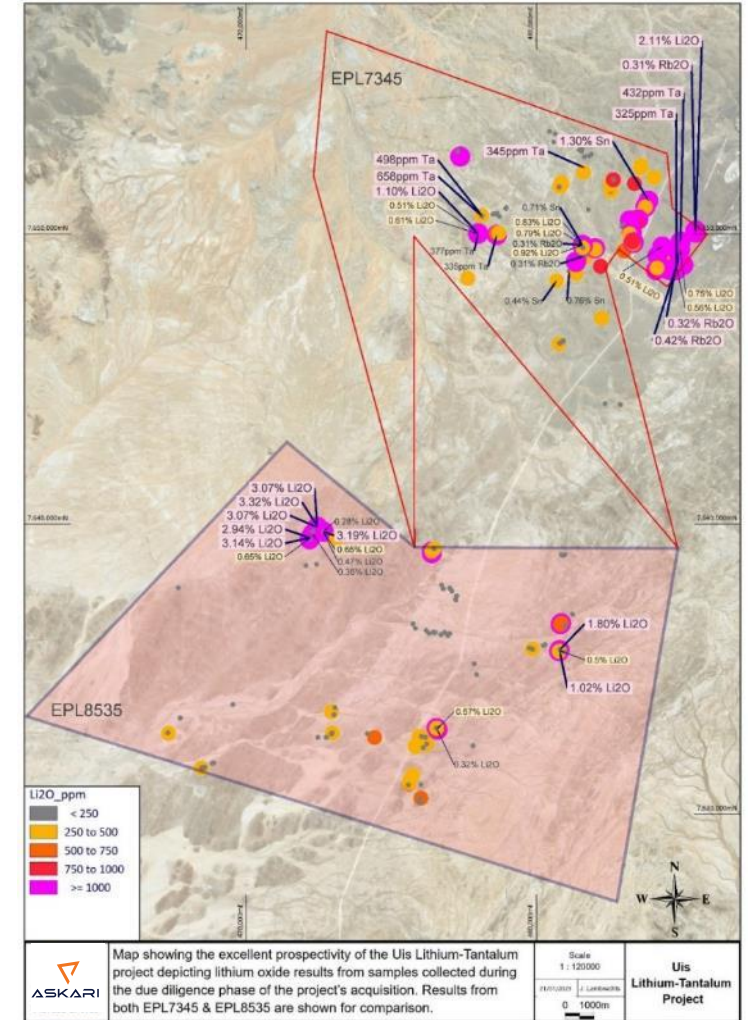 470,000mE
480,000mE
2.11% Li2O
0.31% Rb2O
EPL7345
432ppm Ta
325ppm Ta
1.30% Sn
345ppm Ta
498ppm Ta
658ppm Ta
1.10% Li2O
0.51% Li2O
0.61% Li2O
0.71% Sn
0.83% Li2O
0.79% Li2O
0.31% Rb2O
0.92% Li2O
0.31% Rb2O
377ppm Ta
335ppm Ta
0.51% Li2O
0.44% Sn
0.76% Sn
0.75% Li2O
0.56% Li2O
0.32% Rb2O
0.42% Rb2O
3.07% Li2O
3.32% Li2O
3.07% Li2O
2.94% Li2O
3.14% Li2O
0.65% Li2O
0.28% Li2O
3.19% Li2O
0.68% Li2O
0.47% Li2O
0.36% Li2O
1.80% Li2O
0.5% Li2O
1.02% Li2O
EPL8535
0.57% Li2O
0.32% Li2O
Li2O_ppm
< 250
250 to 500
500 to 750
750 to 1000
>= 1000
N
W E
S
ASKARI
Map showing the excellent prospectivity of the Uis Lithium-Tantalum
project depicting lithium oxide results from samples collected during
the due diligence phase of the project's acquisition. Results from
both EPL7345 & EPL8535 are shown for comparison.
Scale
1 : 120000
0 1000m
Uis
Lithium-Tantalum
Project